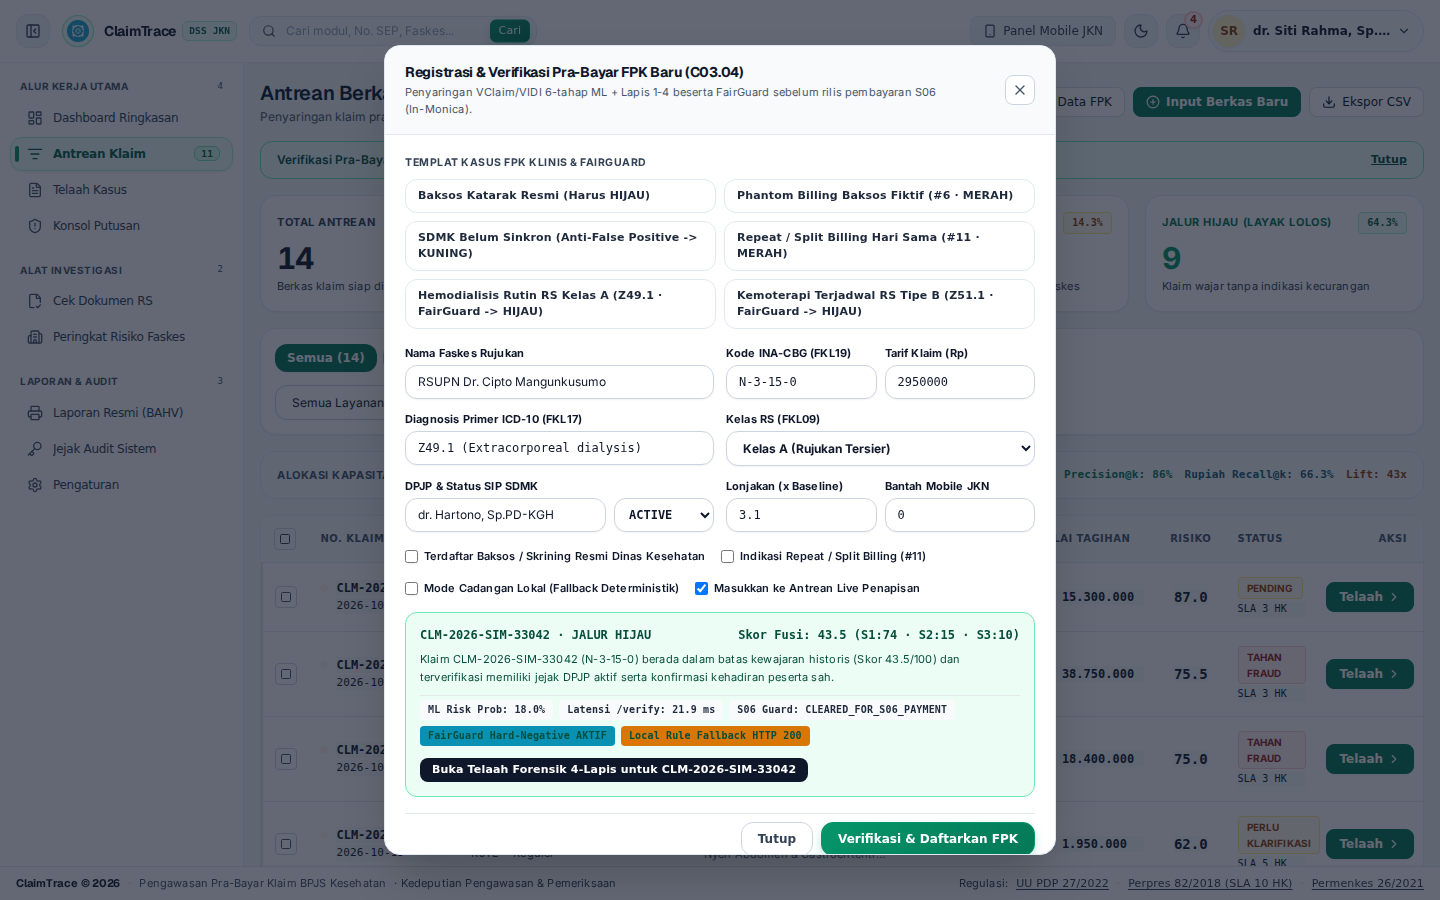 ClaimTrace
DSS JKN
Cari modul, No. SEP, Faskes...
Cari
Panel Mobile JKN
4
SR
dr. Siti Rahma, Sp....
ALUR KERJA UTAMA
4
Dashboard Ringkasan
Antrean Klaim
11
Telaah Kasus
Konsol Putusan
ALAT INVESTIGASI
2
Cek Dokumen RS
Peringkat Risiko Faskes
LAPORAN & AUDIT
3
Laporan Resmi (BAHV)
Jejak Audit Sistem
Pengaturan
Antrean Berk
Penyaringan klaim pra
Data FPK
Input Berkas Baru
Ekspor CSV
Verifikasi Pra-Bay
Tutup
TOTAL ANTREAN
14
Berkas klaim siap di
14.3%
JALUR HIJAU (LAYAK LOLOS)
64.3%
9
Klaim wajar tanpa indikasi kecurangan
Semua (14)
Semua Layanan
ALOKASI KAPASITA
Precision@k: 86% Rupiah Recall@k: 66.3% Lift: 43x
NO. KLAIM
LAI TAGIHAN
RISIKO
STATUS
AKSI
CLM-202
2026-10
15.300.000
87.0
PENDING
SLA 3 HK
Telaah
CLM-202
2026-10
38.750.000
75.5
TAHAN
FRAUD
SLA 3 HK
Telaah
CLM-202
2026-10
18.400.000
75.0
TAHAN
FRAUD
SLA 3 HK
Telaah
CLM-202
1.950.000
62.0
PERLU
KLARIFIKASI
SLA 5 HK
Telaah
Registrasi & Verifikasi Pra-Bayar FPK Baru (C03.04)
Penyaringan VClaim/VIDI 6-tahap ML + Lapis 1-4 beserta FairGuard sebelum rilis pembayaran S06
(In-Monica).
TEMPLAT KASUS FPK KLINIS & FAIRGUARD
Baksos Katarak Resmi (Harus HIJAU)
Phantom Billing Baksos Fiktif (#6 · MERAH)
SDMK Belum Sinkron (Anti-False Positive ->
KUNING)
Repeat / Split Billing Hari Sama (#11 ·
MERAH)
Hemodialisis Rutin RS Kelas A (Z49.1 ·
FairGuard -> HIJAU)
Kemoterapi Terjadwal RS Tipe B (Z51.1 ·
FairGuard -> HIJAU)
Nama Faskes Rujukan
Kode INA-CBG (FKL19)
Tarif Klaim (Rp)
RSUPN Dr. Cipto Mangunkusumo
N-3-15-0
2950000
Diagnosis Primer ICD-10 (FKL17)
Kelas RS (FKL09)
Z49.1 (Extracorporeal dialysis)
Kelas A (Rujukan Tersier)
DPJP & Status SIP SDMK
Lonjakan (x Baseline)
Bantah Mobile JKN
dr. Hartono, Sp.PD-KGH
ACTIVE
3.1
0
Terdaftar Baksos / Skrining Resmi Dinas Kesehatan
Indikasi Repeat / Split Billing (#11)
Mode Cadangan Lokal (Fallback Deterministik)
Masukkan ke Antrean Live Penapisan
CLM-2026-SIM-33042 · JALUR HIJAU
Skor Fusi: 43.5 (S1:74 · S2:15 · S3:10)
Klaim CLM-2026-SIM-33042 (N-3-15-0) berada dalam batas kewajaran historis (Skor 43.5/100) dan
terverifikasi memiliki jejak DPJP aktif serta konfirmasi kehadiran peserta sah.
ML Risk Prob: 18.0%
Latensi /verify: 21.9 ms
S06 Guard: CLEARED_FOR_S06_PAYMENT
FairGuard Hard-Negative AKTIF
Local Rule Fallback HTTP 200
Buka Telaah Forensik 4-Lapis untuk CLM-2026-SIM-33042
Tutup
Verifikasi & Daftarkan FPK
ClaimTrace © 2026 · Pengawasan Pra-Bayar Klaim BPJS Kesehatan · Kedeputian Pengawasan & Pemeriksaan
Regulasi: UU PDP 27/2022 Perpres 82/2018 (SLA 10 HK) Permenkes 26/2021